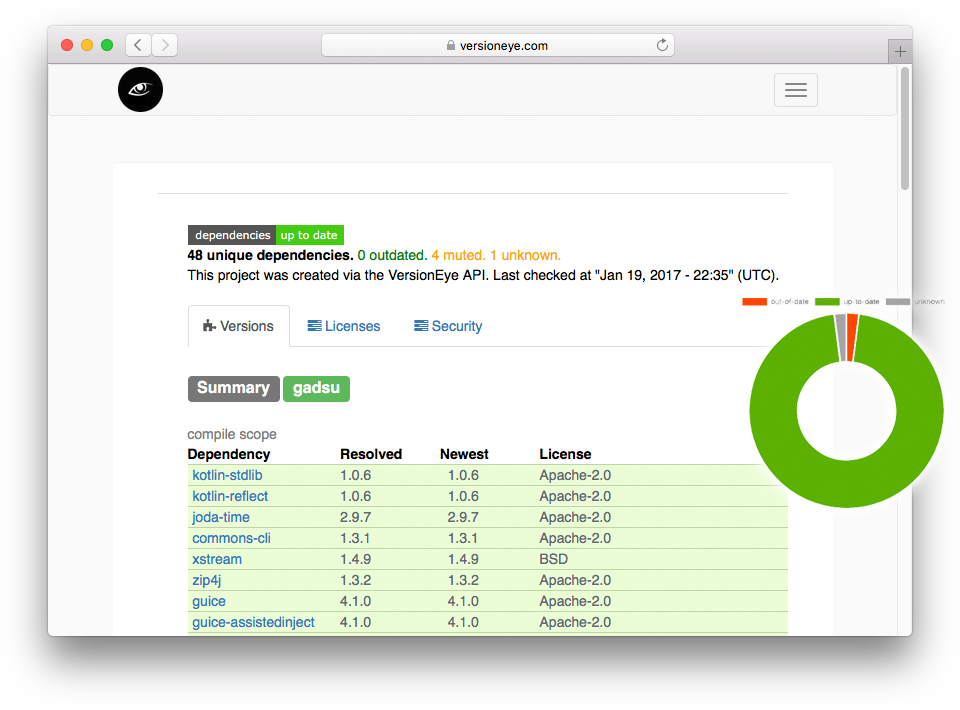 versioneye.com
dependencies up to date
48 unique dependencies. 0 outdated. 4 muted. 1 unknown.
This project was created via the VersionEye API. Last checked at "Jan 19, 2017 - 22:35" (UTC).
out-of-date up-to-date unknown
Versions Licenses Security
Summary gadsu
compile scope
Dependency Resolved Newest License
kotlin-stdlib 1.0.6 1.0.6 Apache-2.0
kotlin-reflect 1.0.6 1.0.6 Apache-2.0
joda-time 2.9.7 2.9.7 Apache-2.0
commons-cli 1.3.1 1.3.1 Apache-2.0
xstream 1.4.9 1.4.9 BSD
zip4j 1.3.2 1.3.2 Apache-2.0
guice 4.1.0 4.1.0 Apache-2.0
guice-assistedinject 4.1.0 4.1.0 Apache-2.0